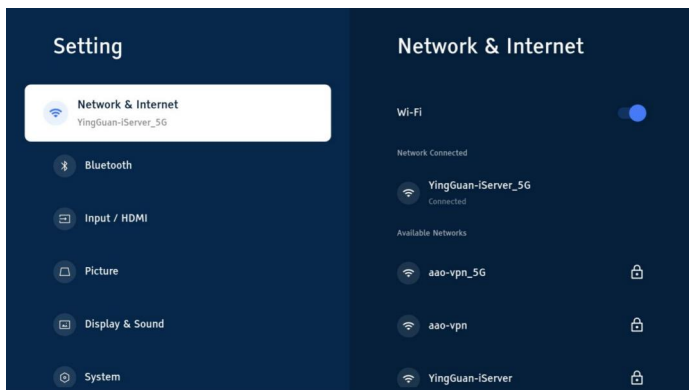 Setting
Network & Internet
YingGuan-iServer_5G
Bluetooth
Input / HDMI
Picture
Display & Sound
System
Network & Internet
Wi-Fi
Network Connected
YingGuan-iServer_5G
Connected
Available Networks
aao-vpn_5G
aao-vpn
YingGuan-iServer